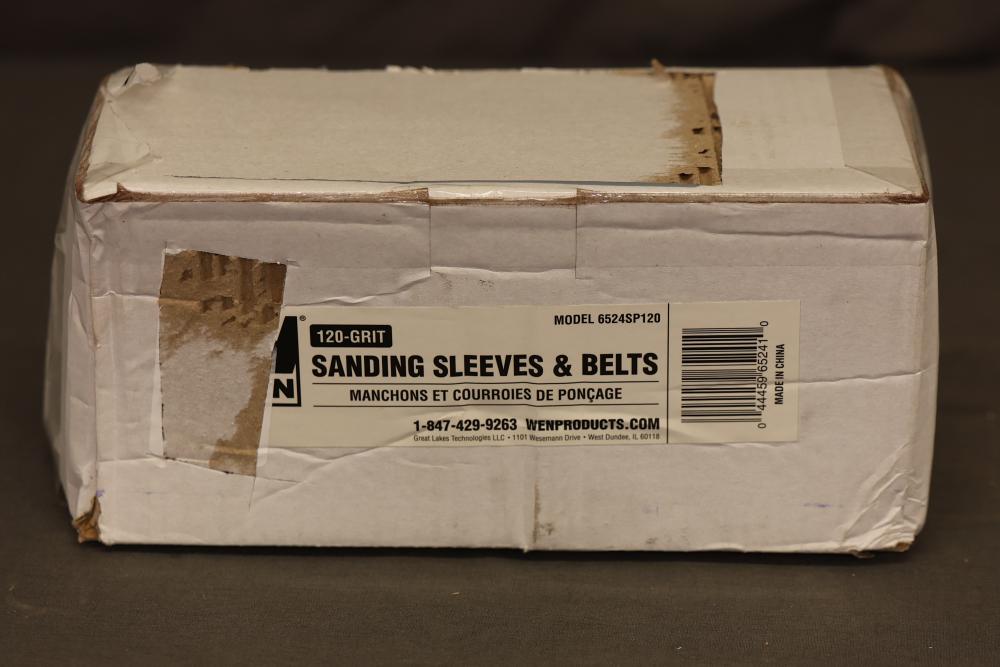 MODEL 6524SP120
120-GRIT
SANDING SLEEVES & BELTS
MANCHONS ET COURROIES DE PONÇAGE
1-847-429-9263 WENPRODUCTS.COM
Great Lakes Technologies LLC • 1101 Wesemann Drive • West Dundee, IL 60118
N
®
0 44459 65241 0
MADE IN CHINA